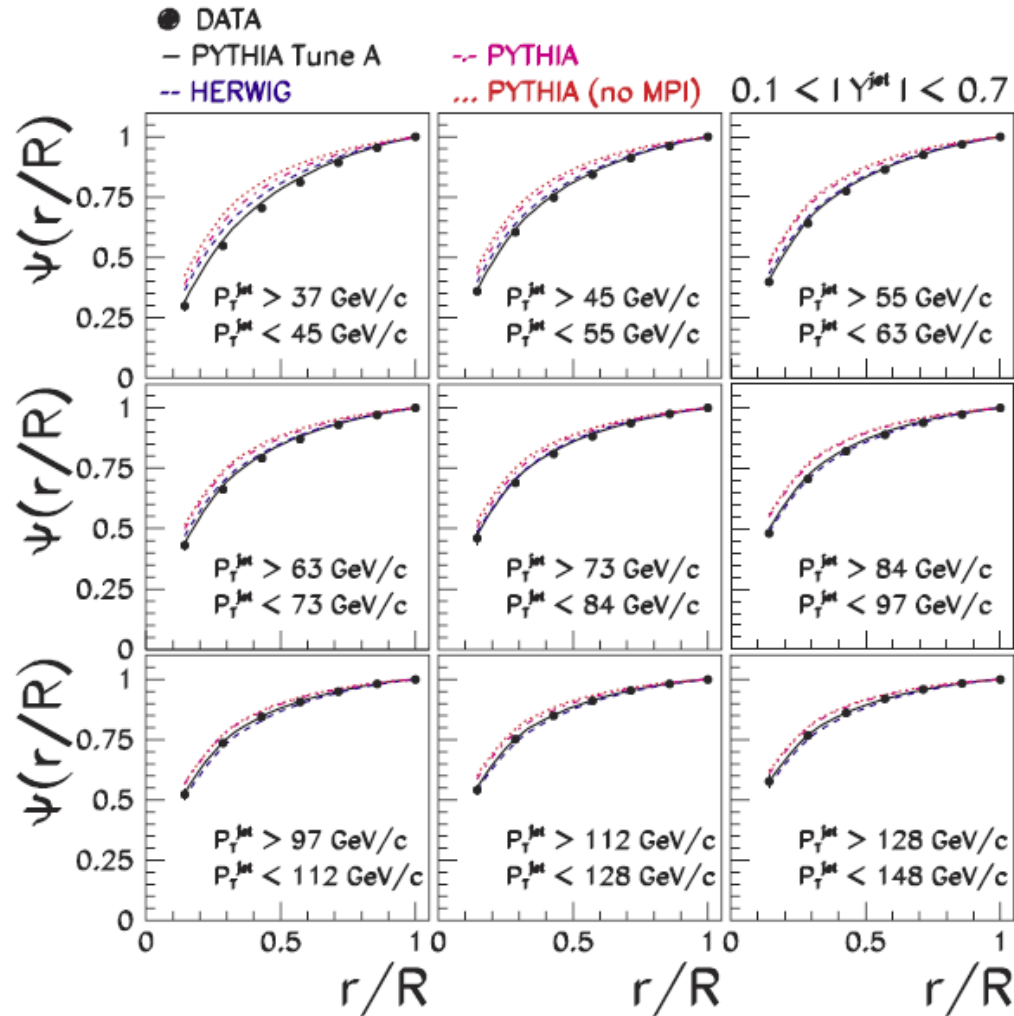 ● DATA
— PYTHIA Tune A
-·- PYTHIA
-- HERWIG
... PYTHIA (no MPI)
0.1 < | Y^jet | < 0.7
ψ(r/R)
1
0.75
0.5
0.25
0
P_T^jet > 37 GeV/c
P_T^jet < 45 GeV/c
P_T^jet > 45 GeV/c
P_T^jet < 55 GeV/c
P_T^jet > 55 GeV/c
P_T^jet < 63 GeV/c
ψ(r/R)
1
0.75
0.5
0.25
0
P_T^jet > 63 GeV/c
P_T^jet < 73 GeV/c
P_T^jet > 73 GeV/c
P_T^jet < 84 GeV/c
P_T^jet > 84 GeV/c
P_T^jet < 97 GeV/c
ψ(r/R)
1
0.75
0.5
0.25
0
P_T^jet > 97 GeV/c
P_T^jet < 112 GeV/c
P_T^jet > 112 GeV/c
P_T^jet < 128 GeV/c
P_T^jet > 128 GeV/c
P_T^jet < 148 GeV/c
0 0.5 1 0 0.5 1 0 0.5 1
r/R r/R r/R